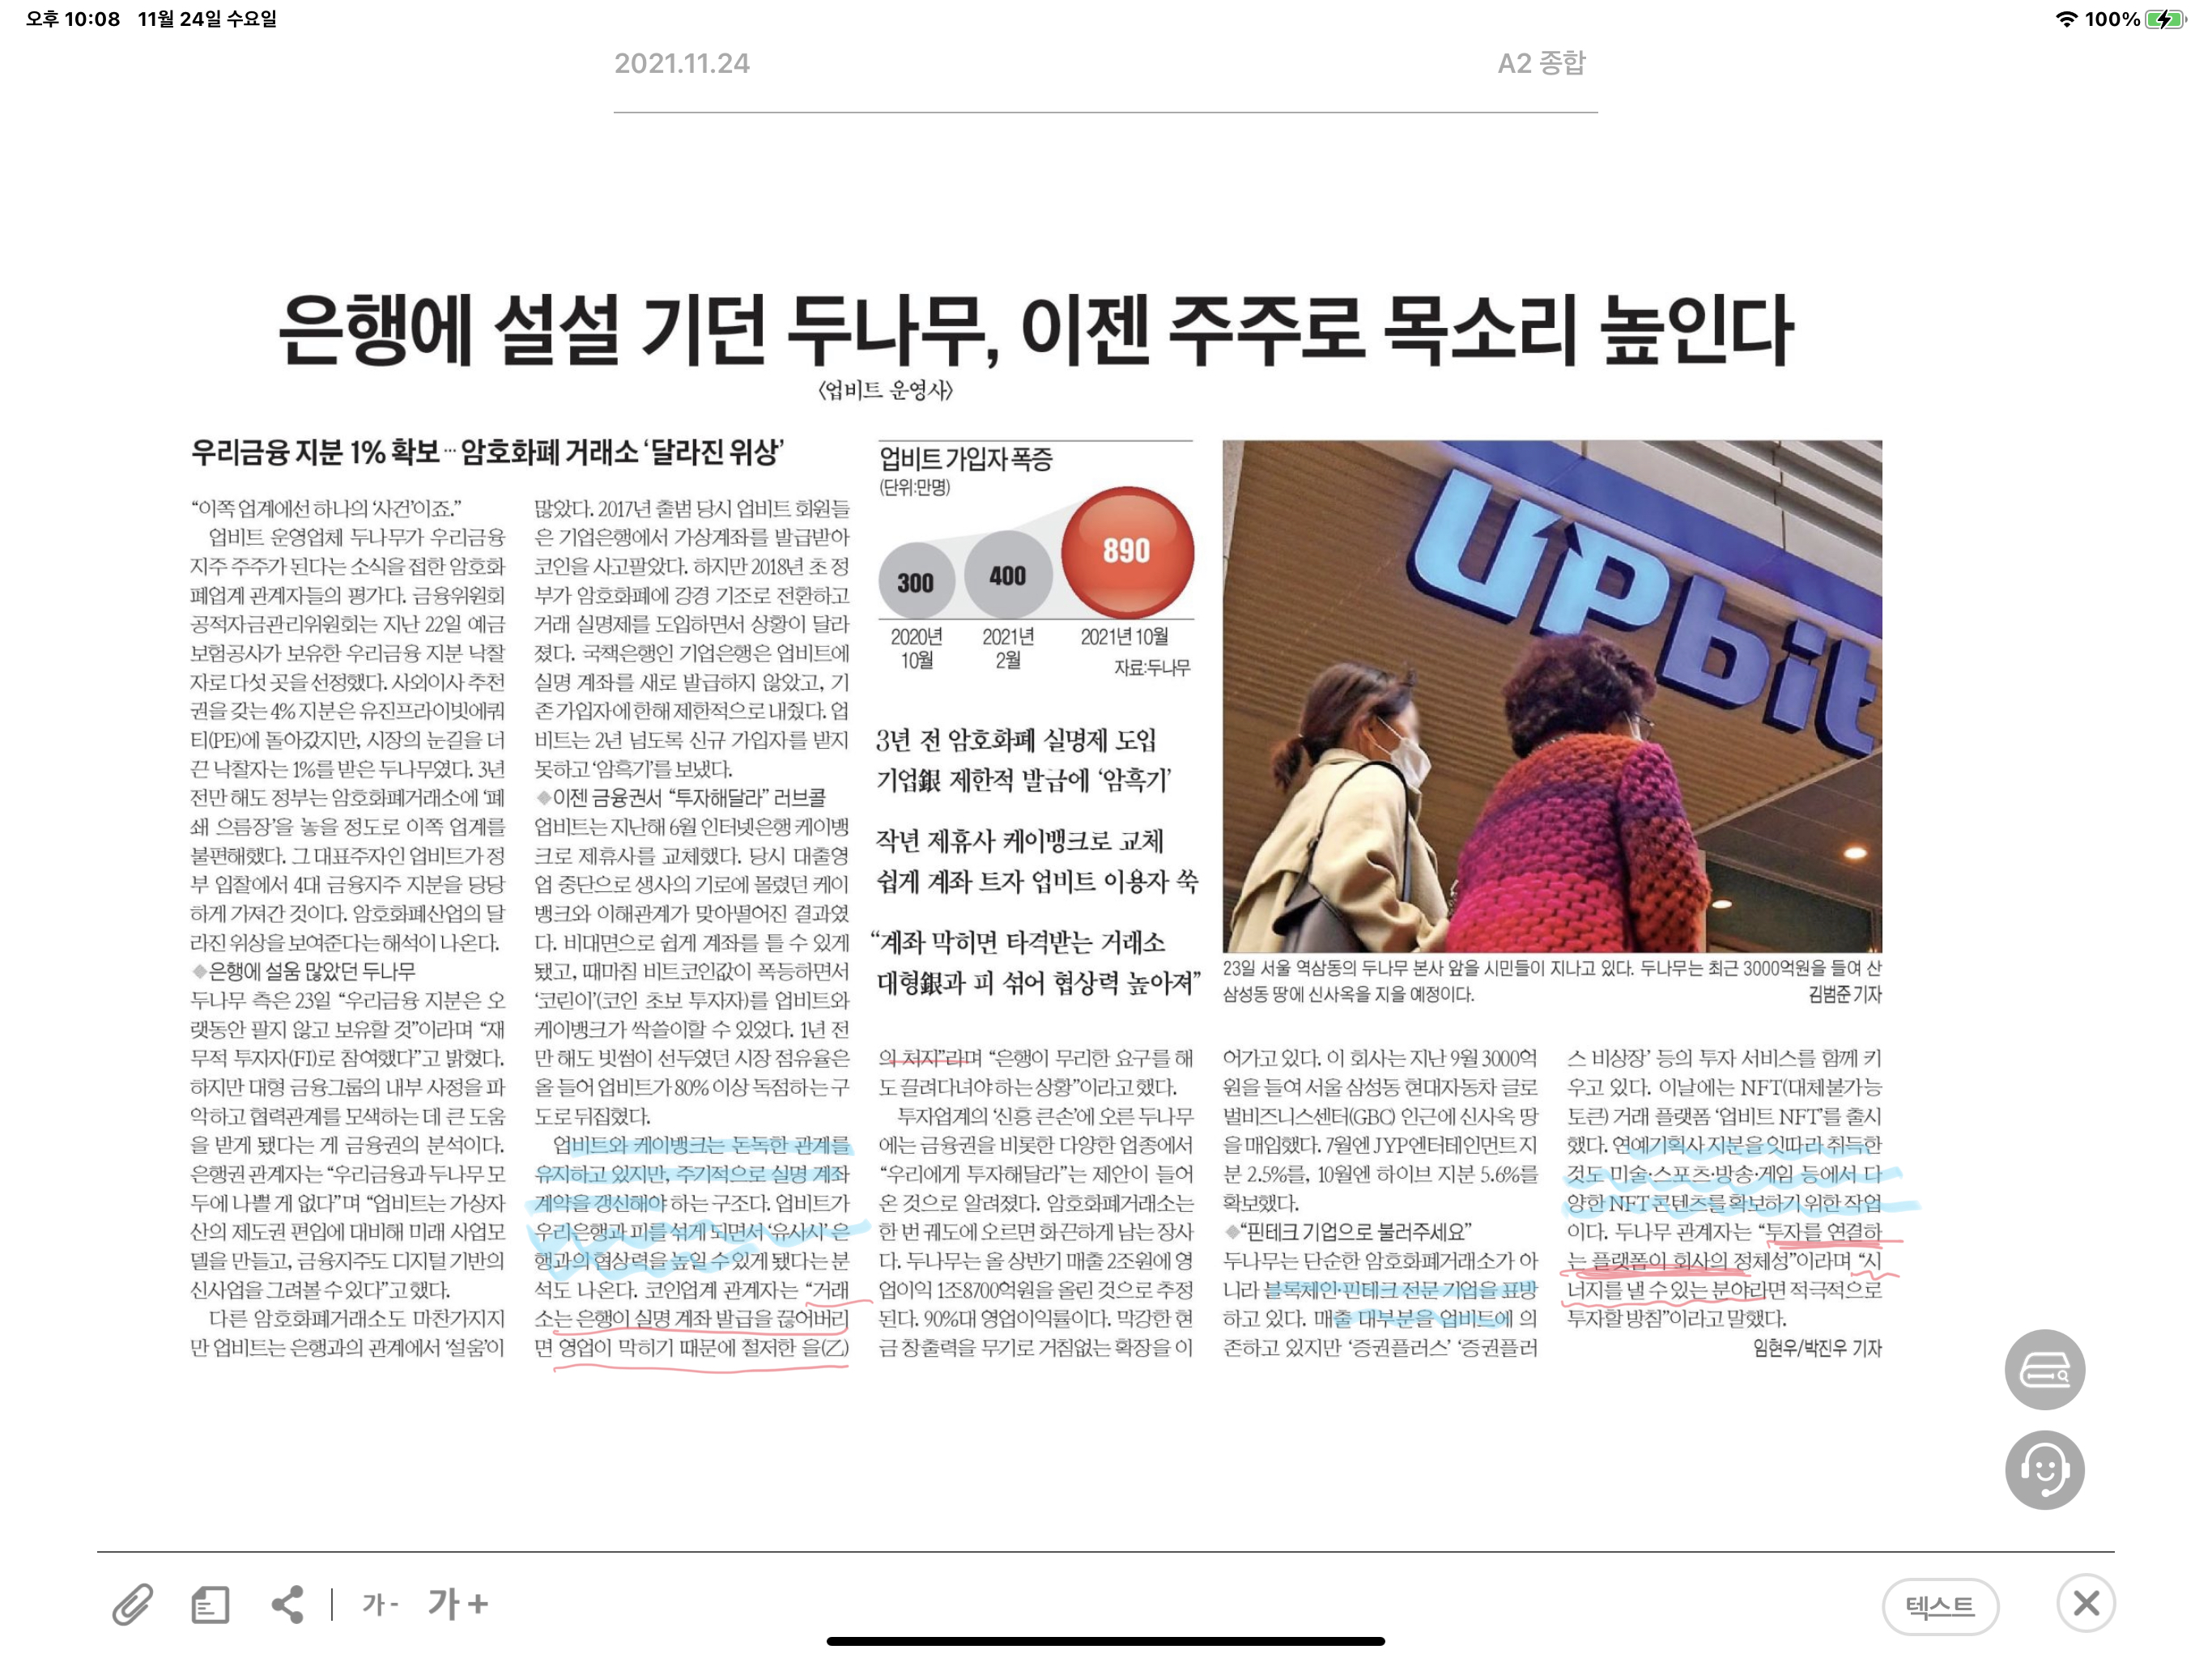 오후 10:08 11월 24일 수요일
100%
2021.11.24
A2 종합
은행에 설설 기던 두나무, 이젠 주주로 목소리 높인다
〈업비트 운영사〉
우리금융 지분 1% 확보…암호화폐 거래소 ‘달라진 위상’
“이쪽 업계에선 하나의 ‘사건’이죠.”
업비트 운영업체 두나무가 우리금융
지주 주주가 된다는 소식을 접한 암호화
폐업계 관계자들의 평가다. 금융위원회
공적자금관리위원회는 지난 22일 예금
보험공사가 보유한 우리금융 지분 낙찰
자로 다섯 곳을 선정했다. 사외이사 추천
권을 갖는 4% 지분은 유진프라이빗에쿼
티(PE)에 돌아갔지만, 시장의 눈길을 더
끈 낙찰자는 1%를 받은 두나무였다. 3년
전만 해도 정부는 암호화폐거래소에 ‘폐
쇄 으름장’을 놓을 정도로 이쪽 업계를
불편해했다. 그 대표주자인 업비트가 정
부 입찰에서 4대 금융지주 지분을 당당
하게 가져간 것이다. 암호화폐산업의 달
라진 위상을 보여준다는 해석이 나온다.
◆은행에 설움 많았던 두나무
두나무 측은 23일 “우리금융 지분은 오
랫동안 팔지 않고 보유할 것”이라며 “재
무적 투자자(FI)로 참여했다”고 밝혔다.
하지만 대형 금융그룹의 내부 사정을 파
악하고 협력관계를 모색하는 데 큰 도움
을 받게 됐다는 게 금융권의 분석이다.
은행권 관계자는 “우리금융과 두나무 모
두에 나쁠 게 없다”며 “업비트는 가상자
산의 제도권 편입에 대비해 미래 사업모
델을 만들고, 금융지주도 디지털 기반의
신사업을 그려볼 수 있다”고 했다.
다른 암호화폐거래소도 마찬가지지
만 업비트는 은행과의 관계에서 ‘설움’이
많았다. 2017년 출범 당시 업비트 회원들
은 기업은행에서 가상계좌를 발급받아
코인을 사고팔았다. 하지만 2018년 초 정
부가 암호화폐에 강경 기조로 전환하고
거래 실명제를 도입하면서 상황이 달라
졌다. 국책은행인 기업은행은 업비트에
실명 계좌를 새로 발급하지 않았고, 기
존 가입자에 한해 제한적으로 내줬다. 업
비트는 2년 넘도록 신규 가입자를 받지
못하고 ‘암흑기’를 보냈다.
◆이젠 금융권서 “투자해달라” 러브콜
업비트는 지난해 6월 인터넷은행 케이뱅
크로 제휴사를 교체했다. 당시 대출영
업 중단으로 생사의 기로에 몰렸던 케이
뱅크와 이해관계가 맞아떨어진 결과였
다. 비대면으로 쉽게 계좌를 틀 수 있게
됐고, 때마침 비트코인값이 폭등하면서
‘코린이’(코인 초보 투자자)를 업비트와
케이뱅크가 싹쓸이할 수 있었다. 1년 전
만 해도 빗썸이 선두였던 시장 점유율은
올 들어 업비트가 80% 이상 독점하는 구
도로 뒤집혔다.
업비트와 케이뱅크는 돈독한 관계를
유지하고 있지만, 주기적으로 실명 계좌
계약을 갱신해야 하는 구조다. 업비트가
우리은행과 피를 섞게 되면서 ‘유사시’ 은
행과의 협상력을 높일 수 있게 됐다는 분
석도 나온다. 코인업계 관계자는 “거래
소는 은행이 실명 계좌 발급을 끊어버리
면 영업이 막히기 때문에 철저한 을(乙)
업비트 가입자 폭증
(단위:만명)
300
400
890
2020년 10월
2021년 2월
2021년 10월
자료:두나무
3년 전 암호화폐 실명제 도입
기업銀 제한적 발급에 ‘암흑기’
작년 제휴사 케이뱅크로 교체
쉽게 계좌 트자 업비트 이용자 쑥
“계좌 막히면 타격받는 거래소
대형銀과 피 섞어 협상력 높아져”
upbit
23일 서울 역삼동의 두나무 본사 앞을 시민들이 지나고 있다. 두나무는 최근 3000억원을 들여 산
삼성동 땅에 신사옥을 지을 예정이다.
김범준 기자
의 처지”라며 “은행이 무리한 요구를 해
도 끌려다녀야 하는 상황”이라고 했다.
투자업계의 ‘신흥 큰손’에 오른 두나무
에는 금융권을 비롯한 다양한 업종에서
“우리에게 투자해달라”는 제안이 들어
온 것으로 알려졌다. 암호화폐거래소는
한 번 궤도에 오르면 화끈하게 남는 장사
다. 두나무는 올 상반기 매출 2조원에 영
업이익 1조8700억원을 올린 것으로 추정
된다. 90%대 영업이익률이다. 막강한 현
금 창출력을 무기로 거침없는 확장을 이
어가고 있다. 이 회사는 지난 9월 3000억
원을 들여 서울 삼성동 현대자동차 글로
벌비즈니스센터(GBC) 인근에 신사옥 땅
을 매입했다. 7월엔 JYP엔터테인먼트 지
분 2.5%를, 10월엔 하이브 지분 5.6%를
확보했다.
◆“핀테크 기업으로 불러주세요”
두나무는 단순한 암호화폐거래소가 아
니라 블록체인·핀테크 전문 기업을 표방
하고 있다. 매출 대부분을 업비트에 의
존하고 있지만 ‘증권플러스’ ‘증권플러
스 비상장’ 등의 투자 서비스를 함께 키
우고 있다. 이날에는 NFT(대체불가능
토큰) 거래 플랫폼 ‘업비트 NFT’를 출시
했다. 연예기획사 지분을 잇따라 취득한
것도 미술·스포츠·방송·게임 등에서 다
양한 NFT 콘텐츠를 확보하기 위한 작업
이다. 두나무 관계자는 “투자를 연결하
는 플랫폼이 회사의 정체성”이라며 “시
너지를 낼 수 있는 분야라면 적극적으로
투자할 방침”이라고 말했다.
임현우/박진우 기자
가- 가+
텍스트